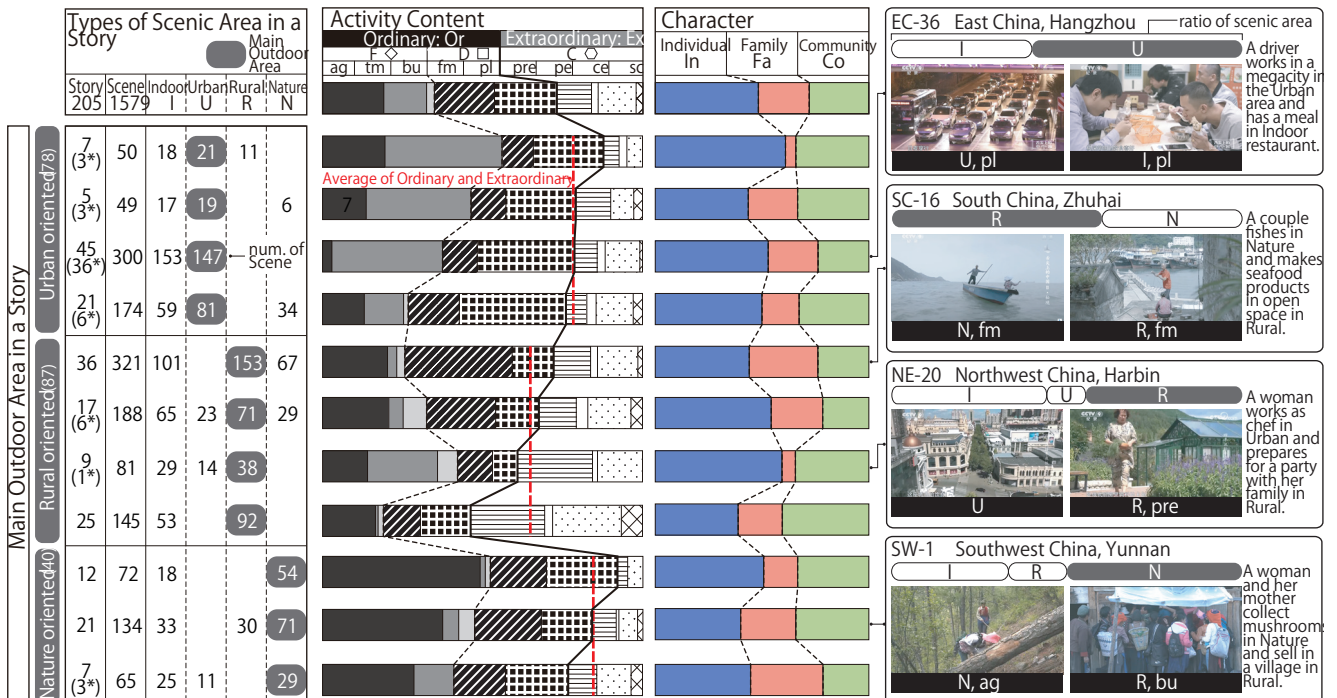 Types of Scenic Area in a
Story
Main
Outdoor
Area
Story Scene Indoor Urban Rural Nature
205 1579 I U R N
Activity Content
Ordinary: Or Extraordinary: Ex
F D C
ag tm bu fm pl pre pe ce sc
Character
Individual Family Community
In Fa Co
Main Outdoor Area in a Story
Urban oriented(78)
7
(3*) 50 18 21 11
Average of Ordinary and Extraordinary
5
(3*) 49 17 19 6
7
45
(36*) 300 153 147
num. of
Scene
21
(6*) 174 59 81 34
Rural oriented(87)
36 321 101 153 67
17
(6*) 188 65 23 71 29
9
(1*) 81 29 14 38
25 145 53 92
Nature oriented(40)
12 72 18 54
21 134 33 30 71
7
(3*) 65 25 11 29
EC-36 East China, Hangzhou
ratio of scenic area
I U
U, pl I, pl
A driver
works in a
megacity in
the Urban
area and
has a meal
in Indoor
restaurant.
SC-16 South China, Zhuhai
R N
N, fm R, fm
A couple
fishes in
Nature
and makes
seafood
products
in open
space in
Rural.
NE-20 Northwest China, Harbin
I U R
U R, pre
A woman
works as
chef in
Urban and
prepares
for a party
with her
family in
Rural.
SW-1 Southwest China, Yunnan
I R N
N, ag R, bu
A woman
and her
mother
collect
mushroom
in Nature
and sell in
a village in
Rural.